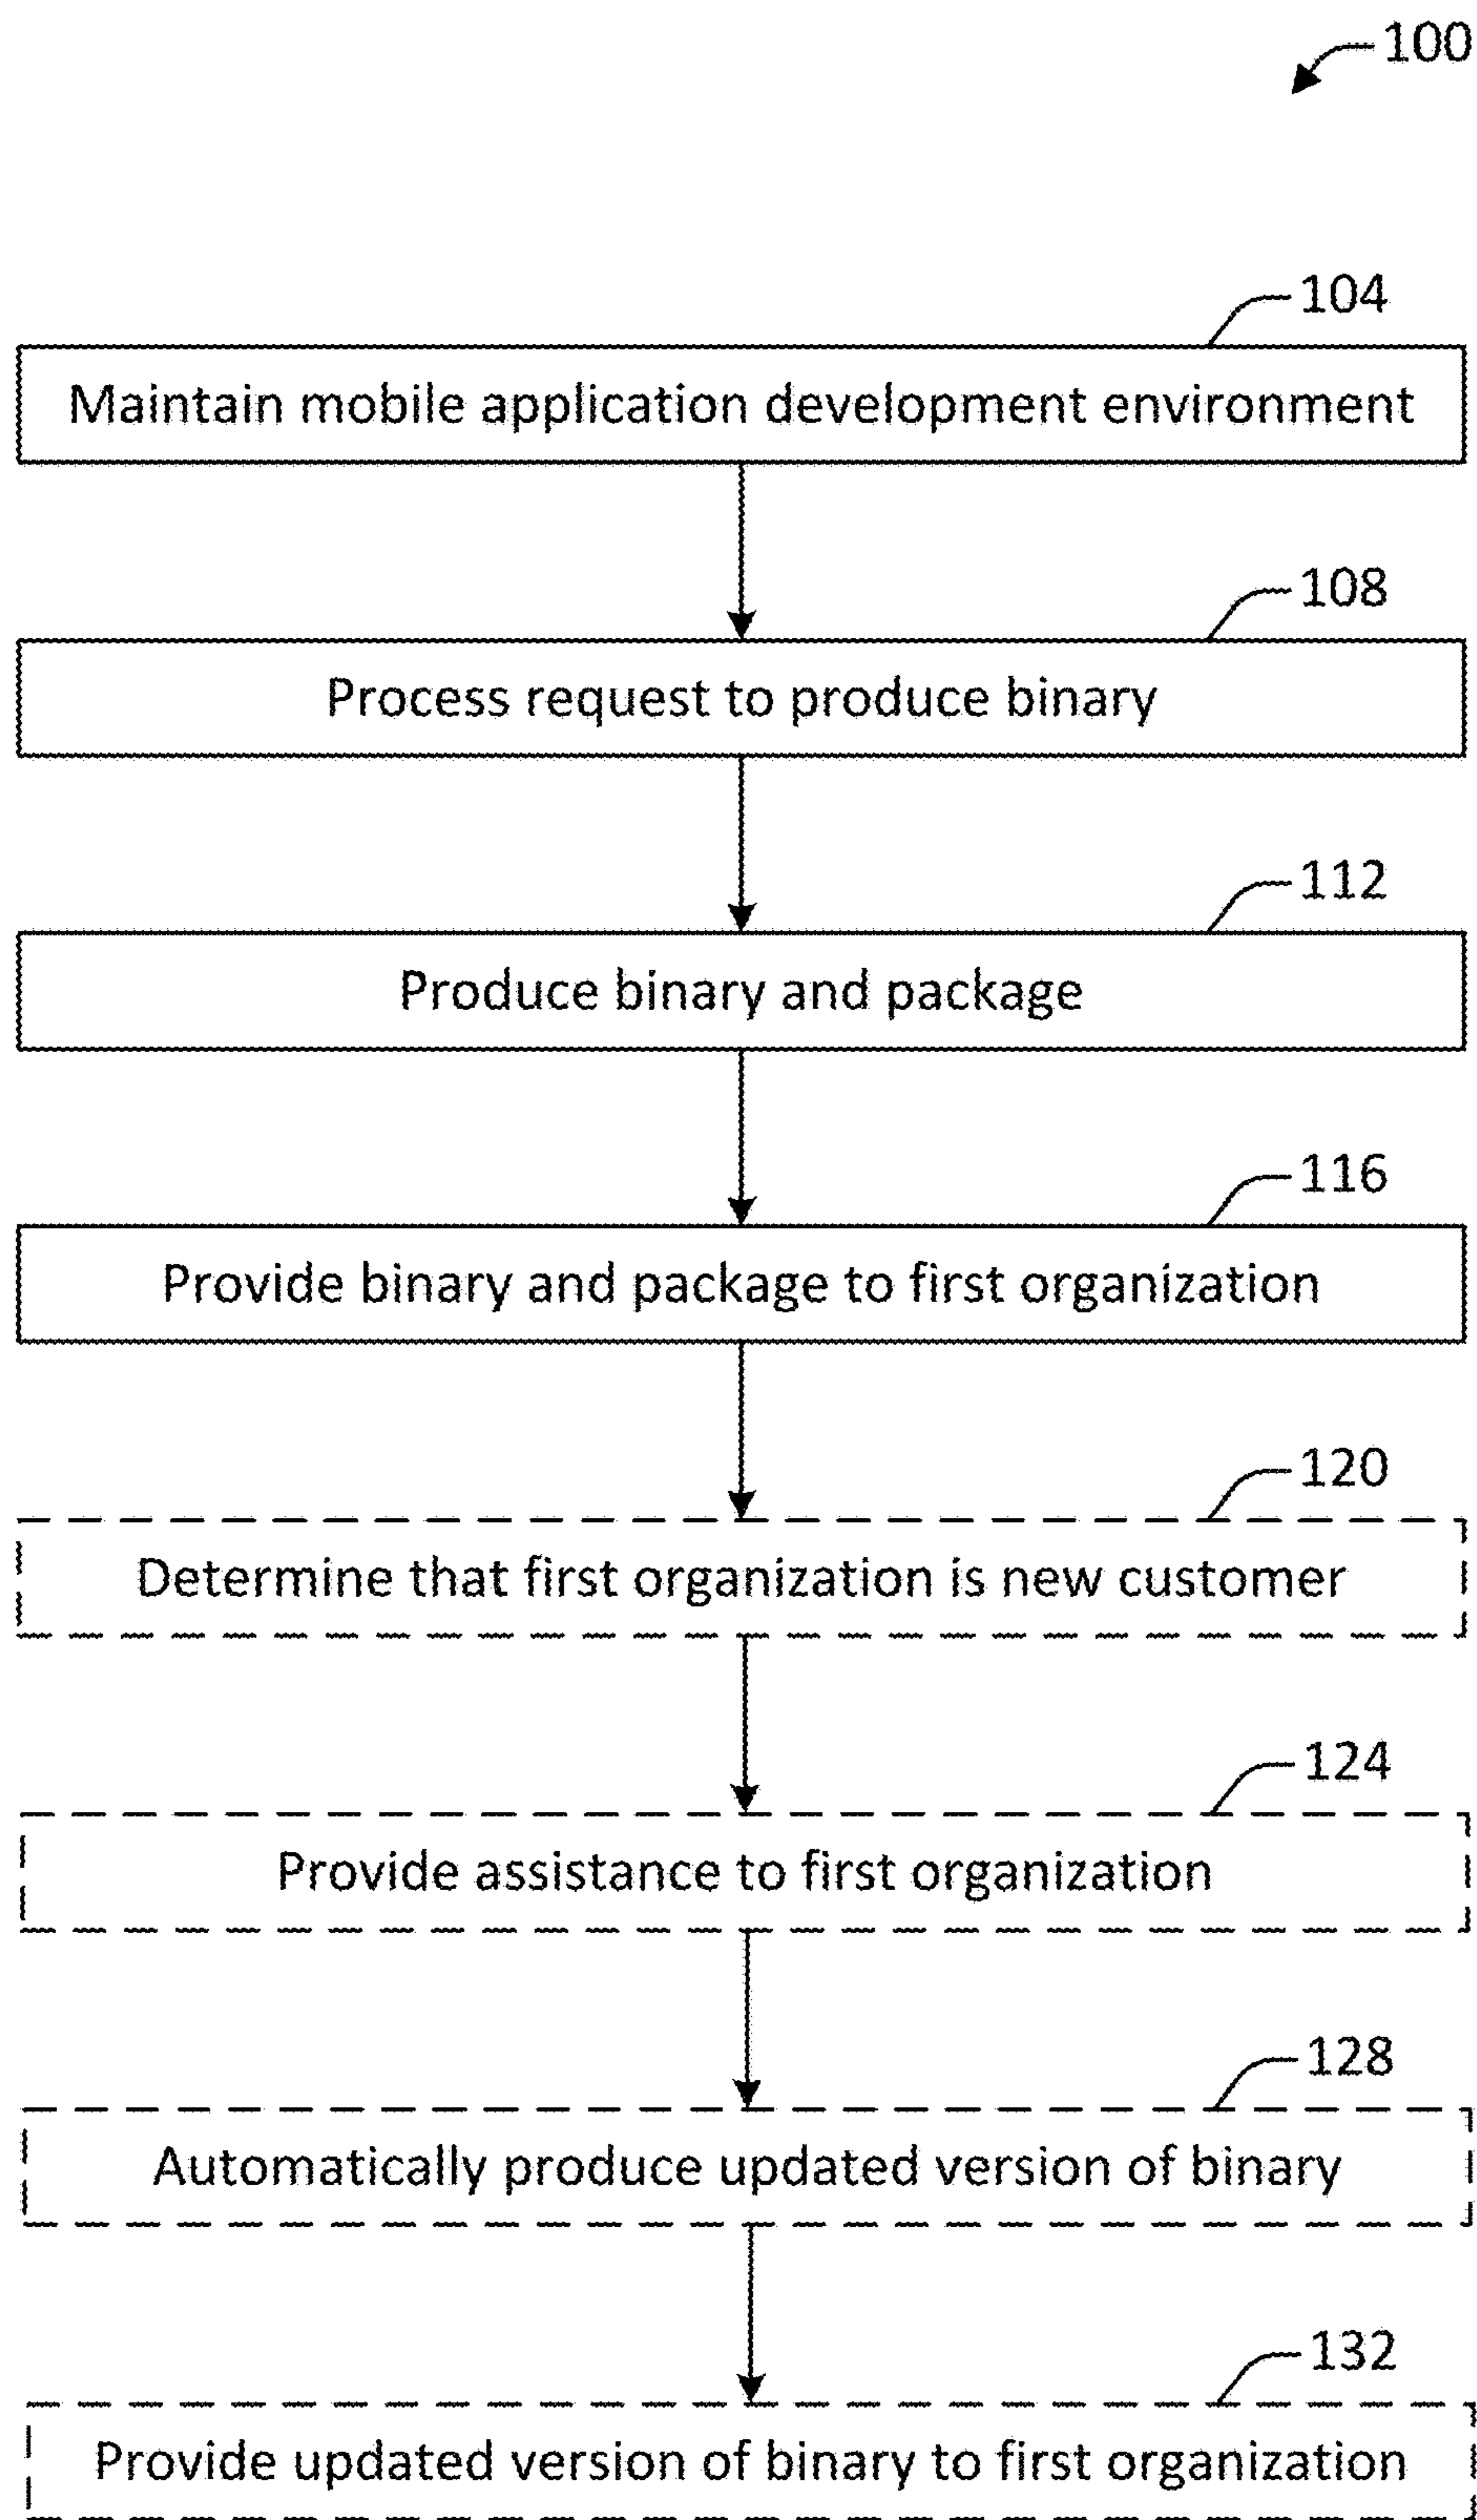 100
104
Maintain mobile application development environment
108
Process request to produce binary
112
Produce binary and package
116
Provide binary and package to first organization
120
Determine that first organization is new customer
124
Provide assistance to first organization
128
Automatically produce updated version of binary
132
Provide updated version of binary to first organization